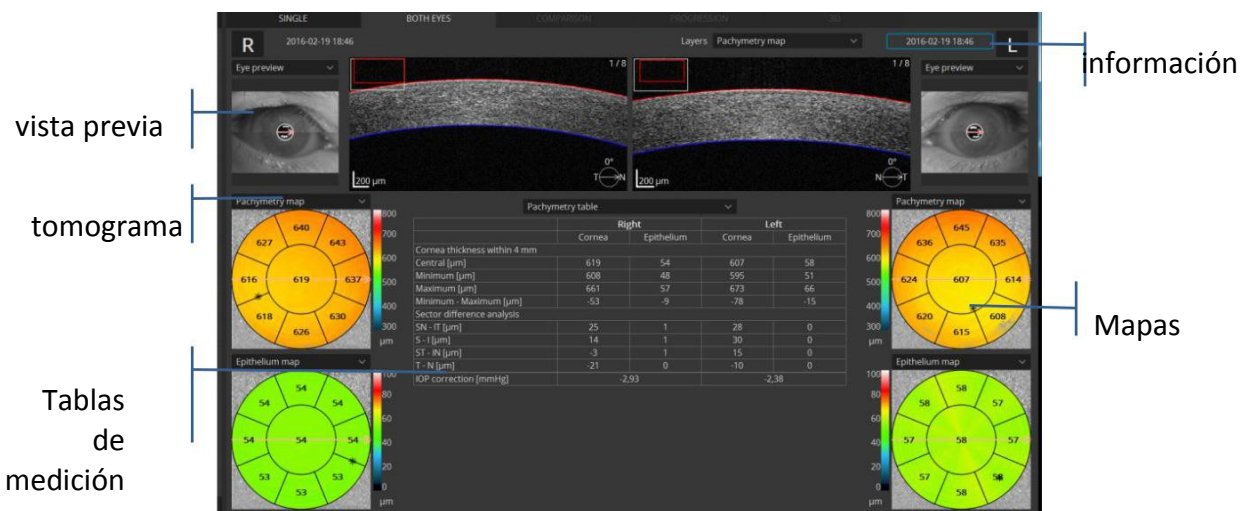 SINGLE BOTH EYES COMPARISON PROGRESSION 3D
R 2016-02-19 18:46 Layers Pachymetry map 2016-02-19 18:46 L
información
Eye preview 1 / 8 1 / 8 Eye preview
vista previa
0° 0°
T N N T
200 µm 200 µm
tomograma
Pachymetry map Pachymetry table Pachymetry map
Right Left
Cornea Epithelium Cornea Epithelium
Cornea thickness within 4 mm
Central [µm] 619 54 607 58
Minimum [µm] 608 48 595 51
Maximum [µm] 661 57 673 66
Minimum - Maximum [µm] -53 -9 -78 -15
Sector difference analysis
SN - IT [µm] 25 1 28 0
S - I [µm] 14 1 30 0
ST - IN [µm] -3 1 15 0
T - N [µm] -21 0 -10 0
IOP correction [mmHg] -2,93 -2,38
640
627 643
616 619 637
618 630
626
800
700
600
500
400
300
µm
800
700
600
500
400
300
µm
645
636 635
624 607 614
620 608
615
Mapas
Epithelium map Epithelium map
Tablas
de
medición
54
54 54
54 54 54
53 53
53
100
80
60
40
20
0
µm
100
80
60
40
20
0
µm
58
58 57
57 58 57
57 58
58